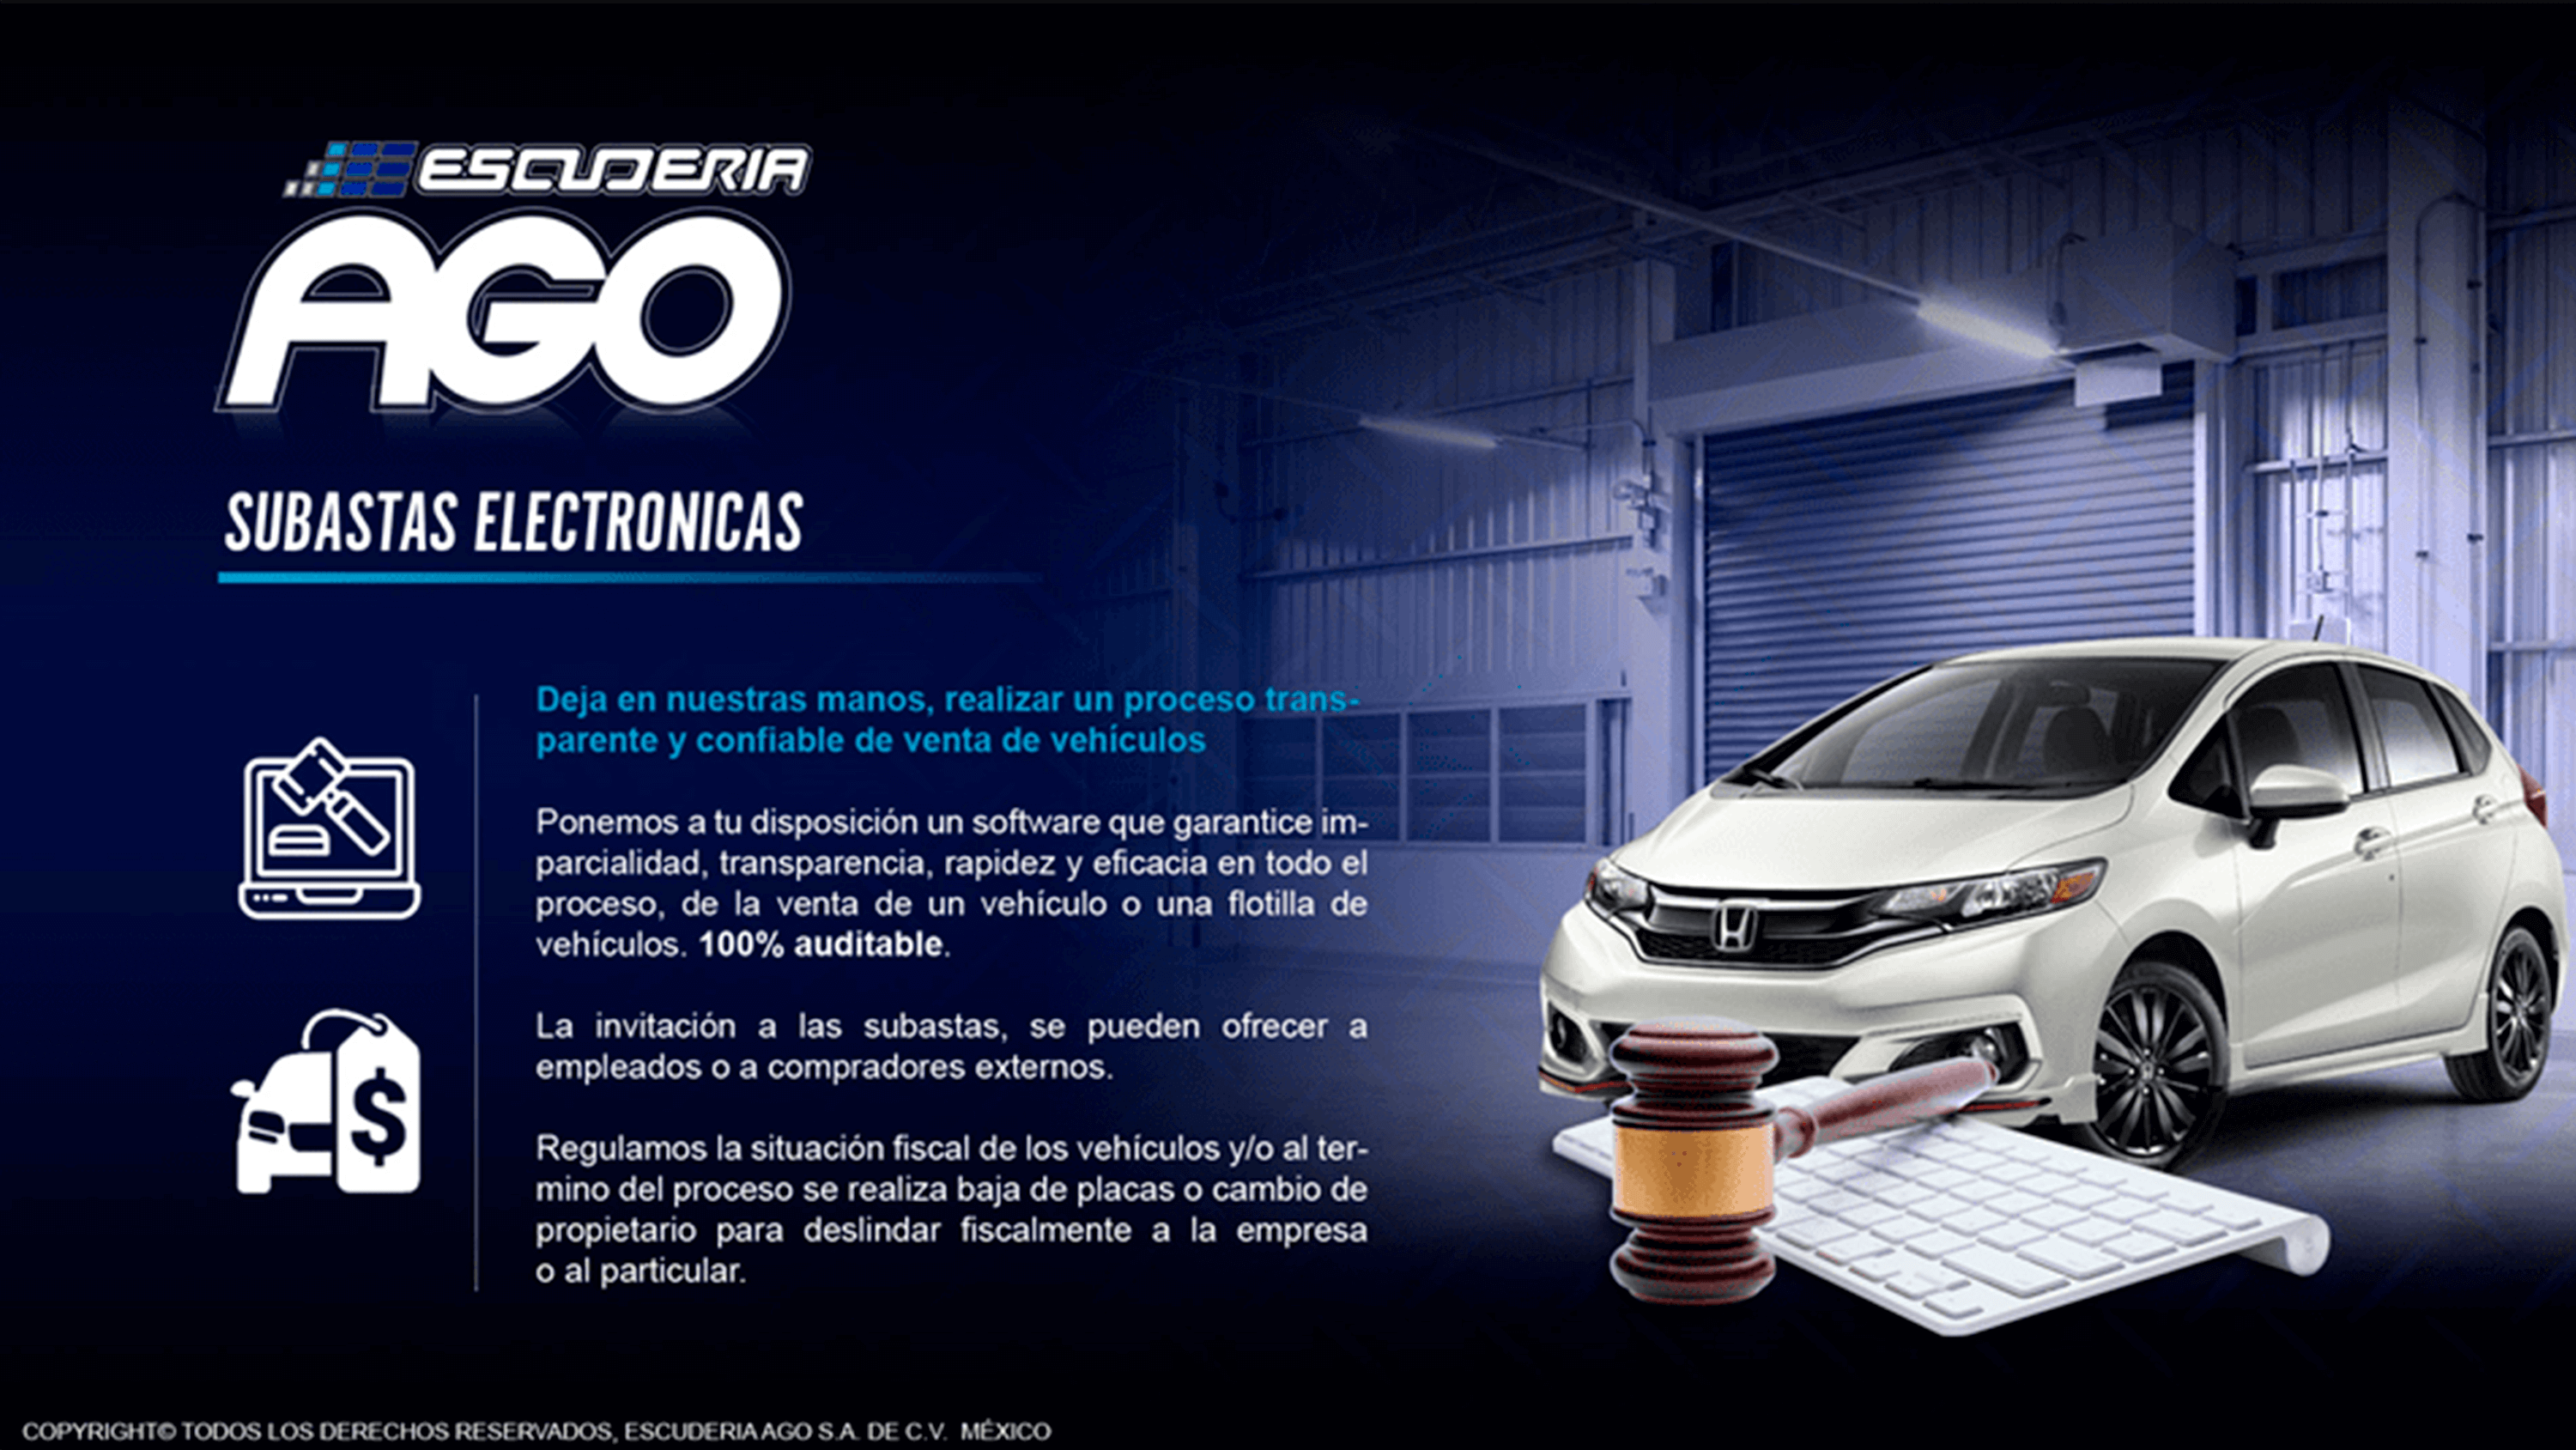 ESCUDERIA
AGO
SUBASTAS ELECTRONICAS
Deja en nuestras manos, realizar un proceso trans-
parente y confiable de venta de vehículos
Ponemos a tu disposición un software que garantice im-
parcialidad, transparencia, rapidez y eficacia en todo el
proceso, de la venta de un vehículo o una flotilla de
vehículos. 100% auditable.
La invitación a las subastas, se pueden ofrecer a
empleados o a compradores externos.
$
Regulamos la situación fiscal de los vehículos y/o al ter-
mino del proceso se realiza baja de placas o cambio de
propietario para deslindar fiscalmente a la empresa
o al particular.
COPYRIGHT© TODOS LOS DERECHOS RESERVADOS, ESCUDERIA AGO S.A. DE C.V. MÉXICO